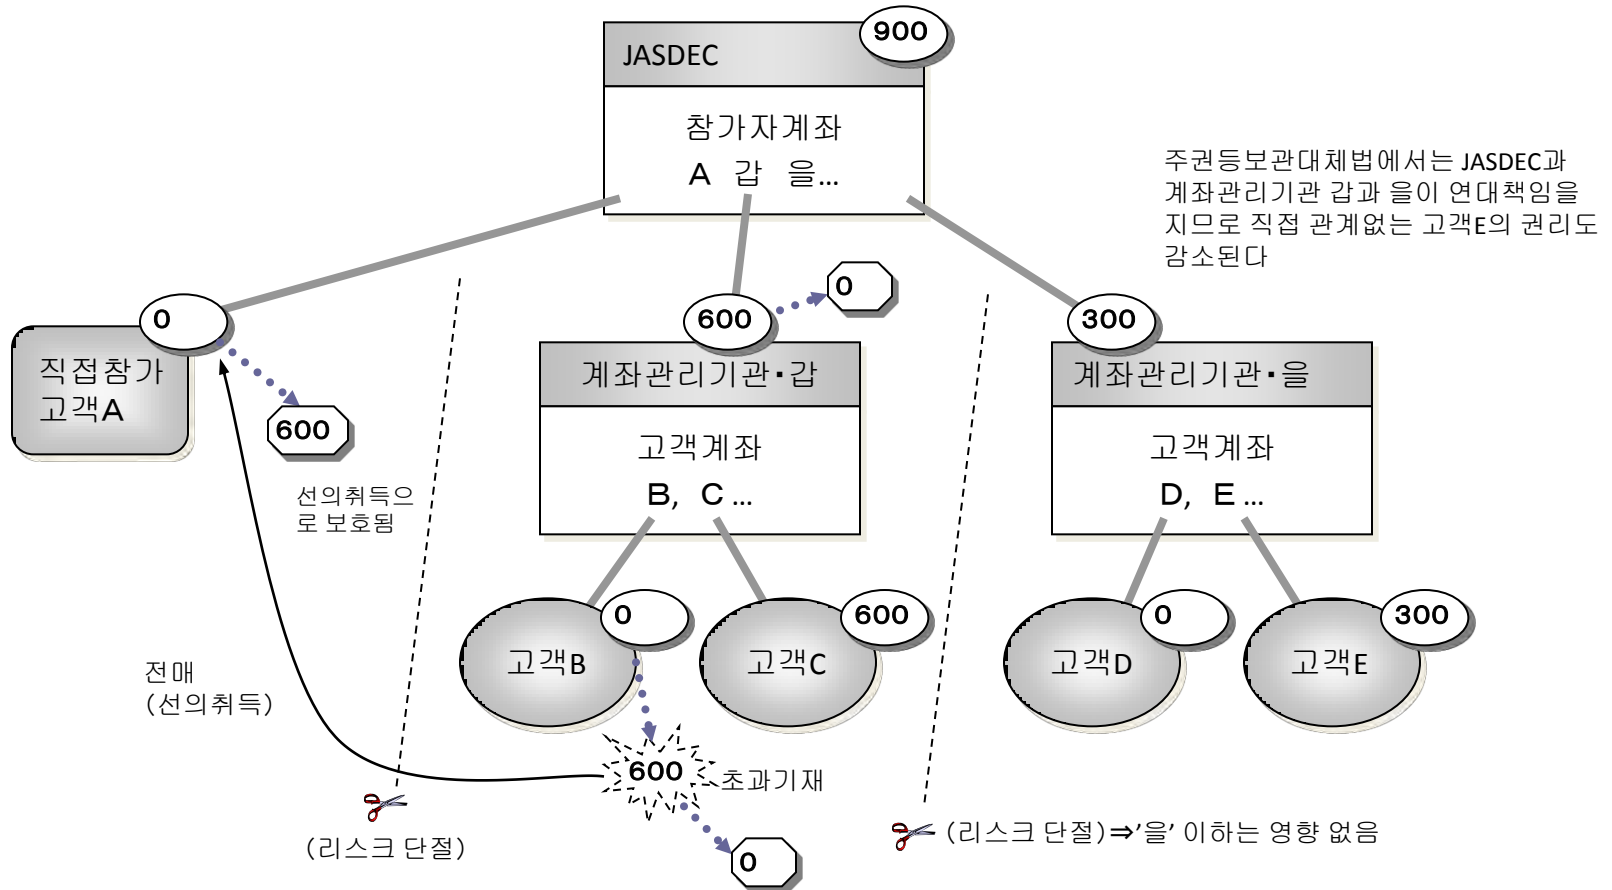 900
JASDEC
참가자계좌
A 갑 을...
주권등보관대체법에서는 JASDEC과
계좌관리기관 갑과 을이 연대책임을
지므로 직접 관계없는 고객E의 권리도
감소된다
0
직접참가
고객A
600
선의취득으
로 보호됨
600
0
계좌관리기관▪갑
고객계좌
B, C ...
300
계좌관리기관▪을
고객계좌
D, E ...
0
고객B
600
고객C
0
고객D
300
고객E
전매
(선의취득)
600
초과기재
0
(리스크 단절)
(리스크 단절)⇒’을’ 이하는 영향 없음